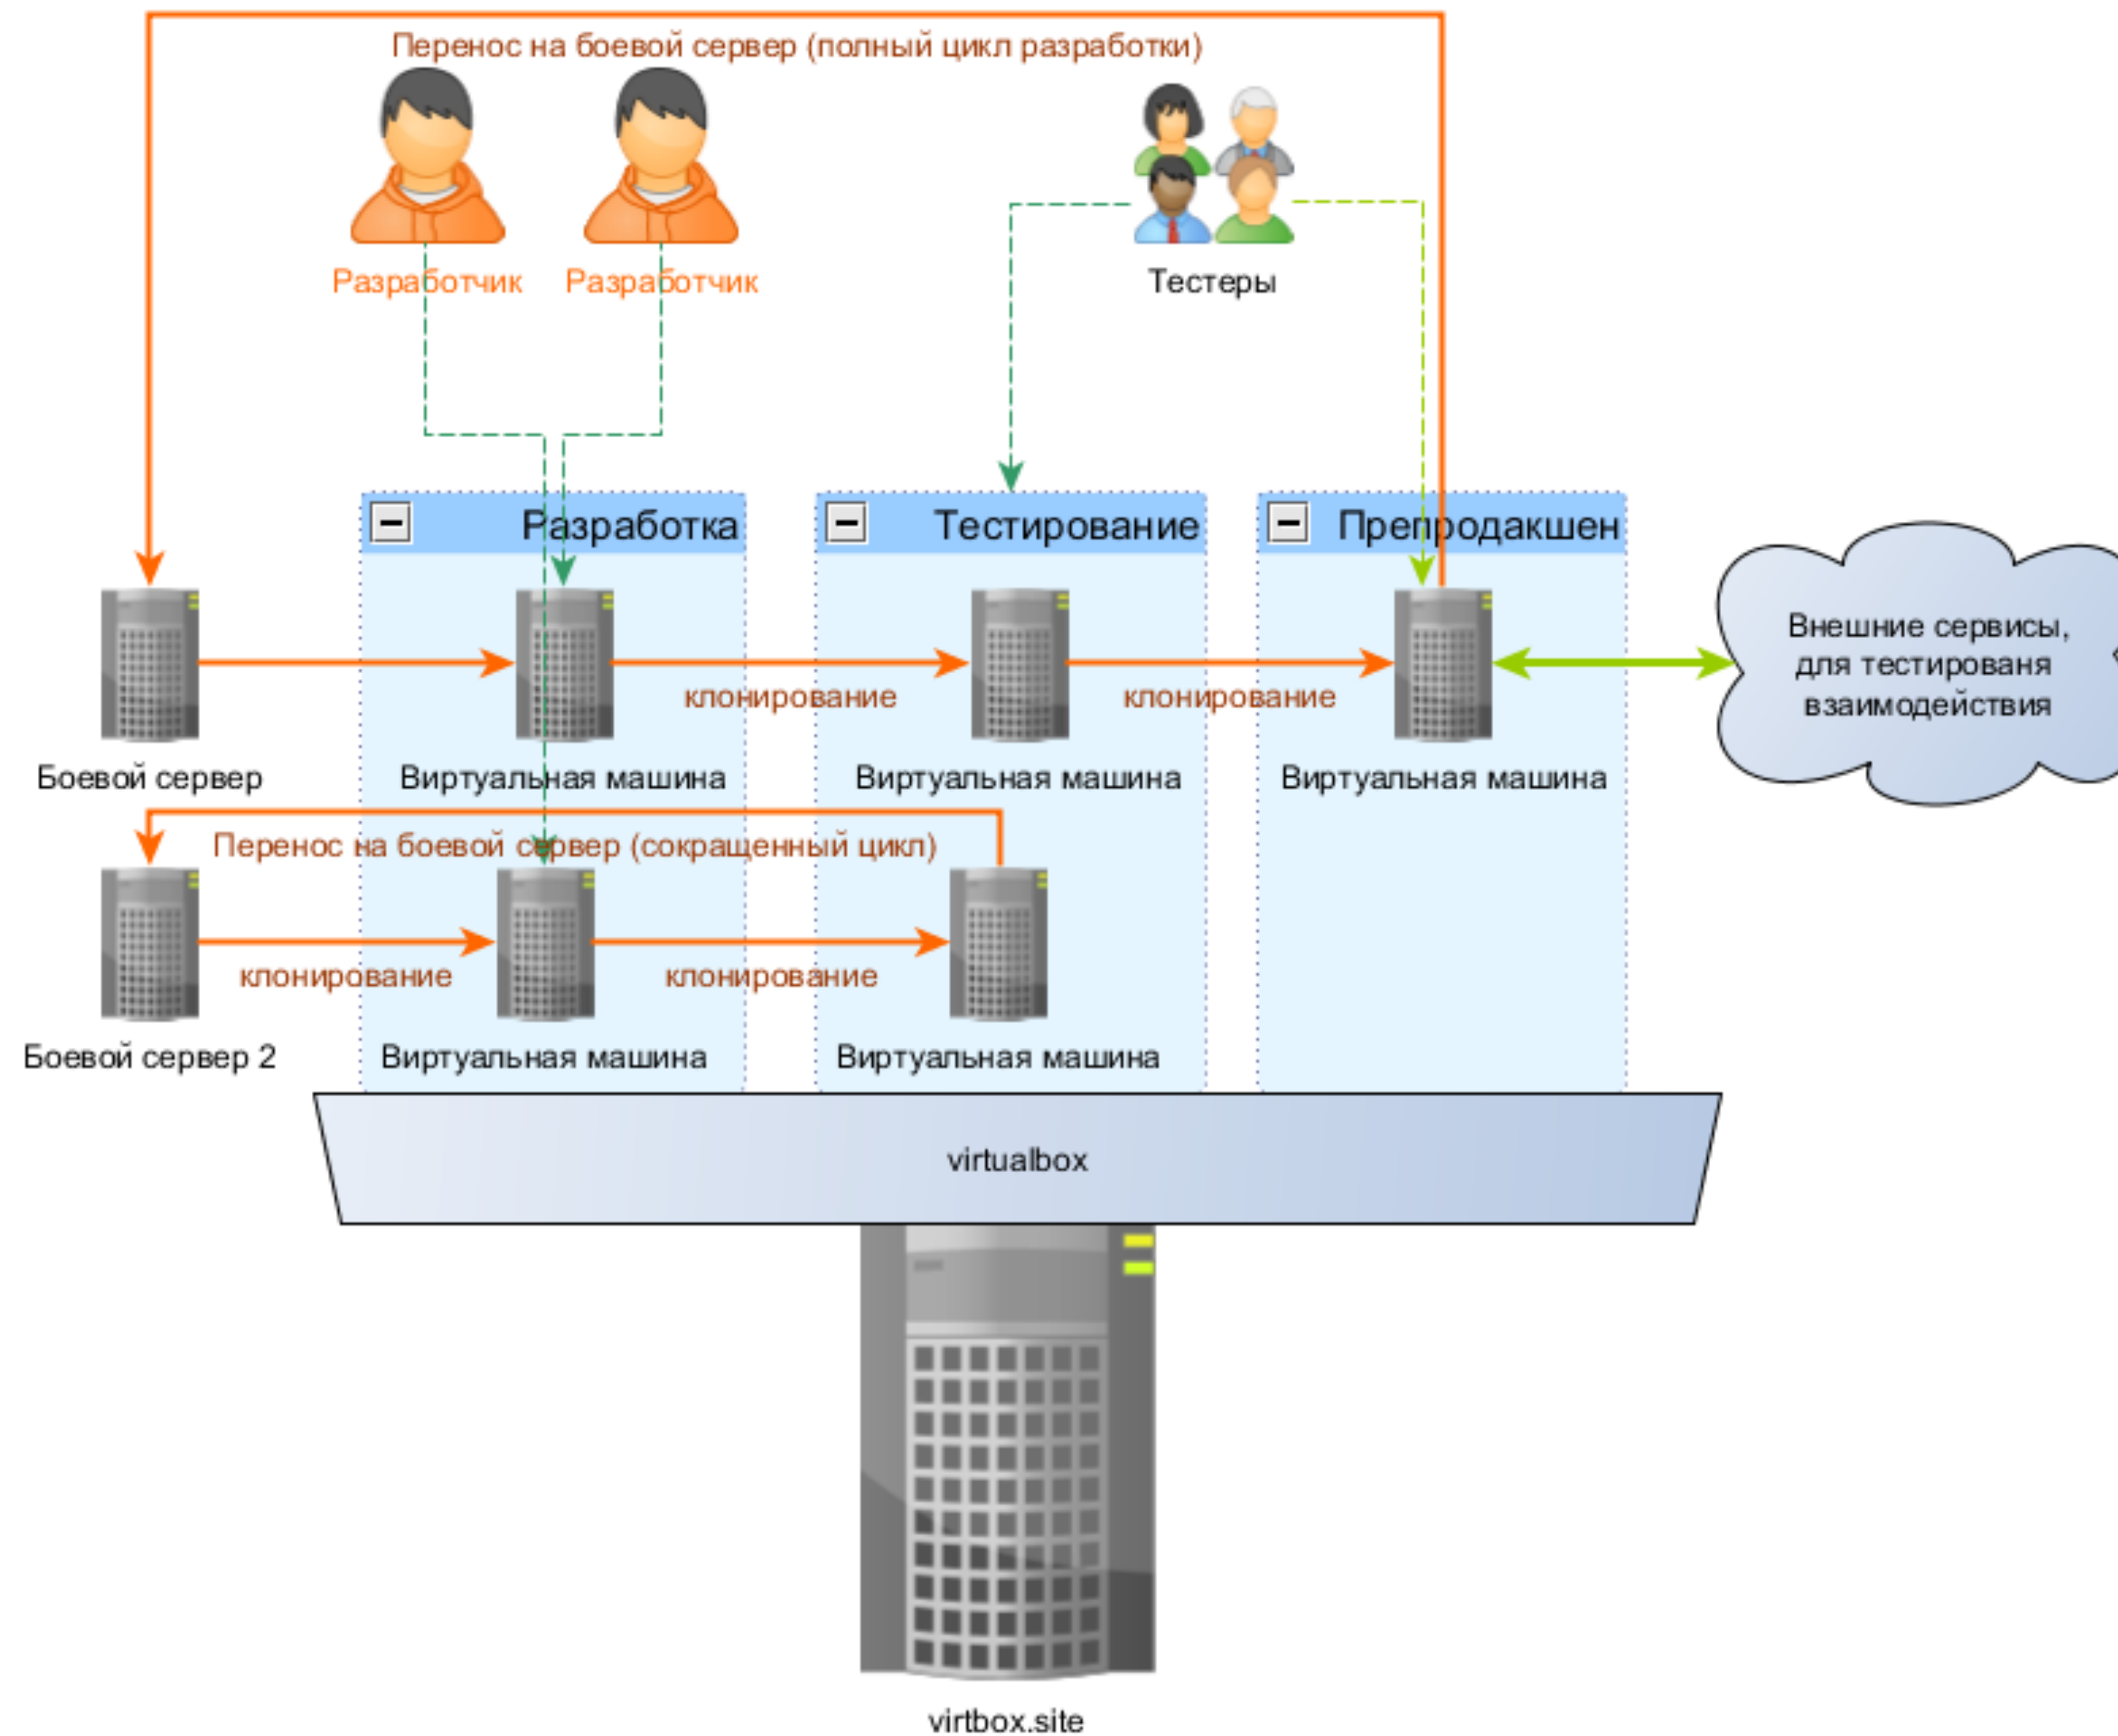 Перенос на боевой сервер (полный цикл разработки)
Разработчик
Разработчик
Тестеры
Разработка
Тестирование
Препродакшен
Внешние сервисы,
для тестированя
взаимодействия
клонирование
клонирование
Боевой сервер
Виртуальная машина
Виртуальная машина
Виртуальная машина
Перенос на боевой сервер (сокращенный цикл)
клонирование
клонирование
Боевой сервер 2
Виртуальная машина
Виртуальная машина
virtualbox
virtbox.site